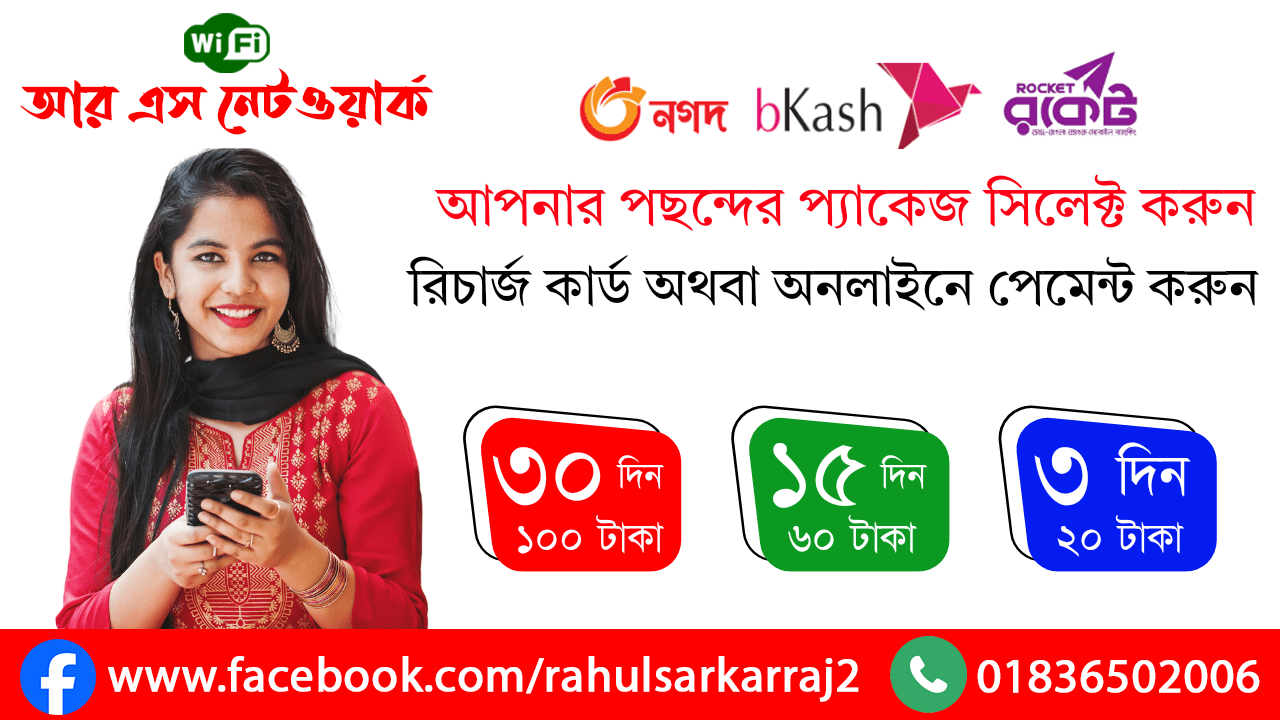 WiFi
আর এস নেটওয়ার্ক
নগদ
bKash
ROCKET
রকেট
ডাচ্-বাংলা ব্যাংক মোবাইল ব্যাংকিং
আপনার পছন্দের প্যাকেজ সিলেক্ট করুন
রিচার্জ কার্ড অথবা অনলাইনে পেমেন্ট করুন
৩০ দিন
১০০ টাকা
১৫ দিন
৬০ টাকা
৩ দিন
২০ টাকা
www.facebook.com/rahulsarkarraj2
01836502006